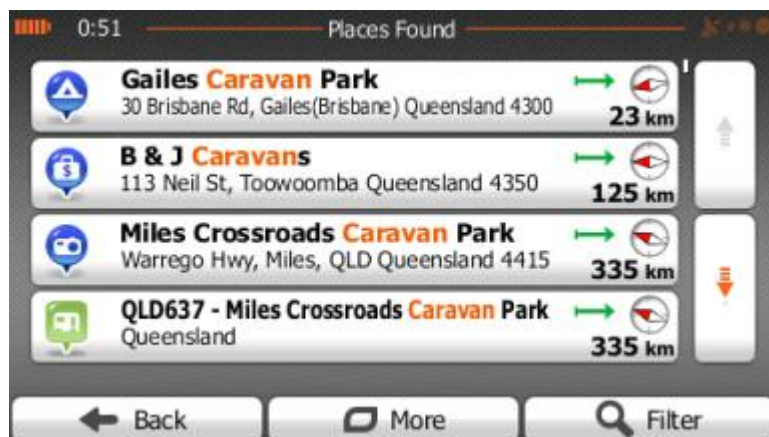 0:51 Places Found
Gailes Caravan Park
30 Brisbane Rd, Gailes(Brisbane) Queensland 4300
23 km
B & J Caravans
113 Neil St, Toowoomba Queensland 4350
125 km
Miles Crossroads Caravan Park
Warrego Hwy, Miles, QLD Queensland 4415
335 km
QLD637 - Miles Crossroads Caravan Park
Queensland
335 km
Back More Filter